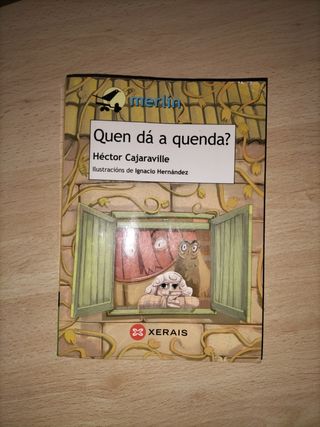 merlín
Quen dá a quenda?
Héctor Cajaraville
Ilustracións de Ignacio Hernández
XERAIS